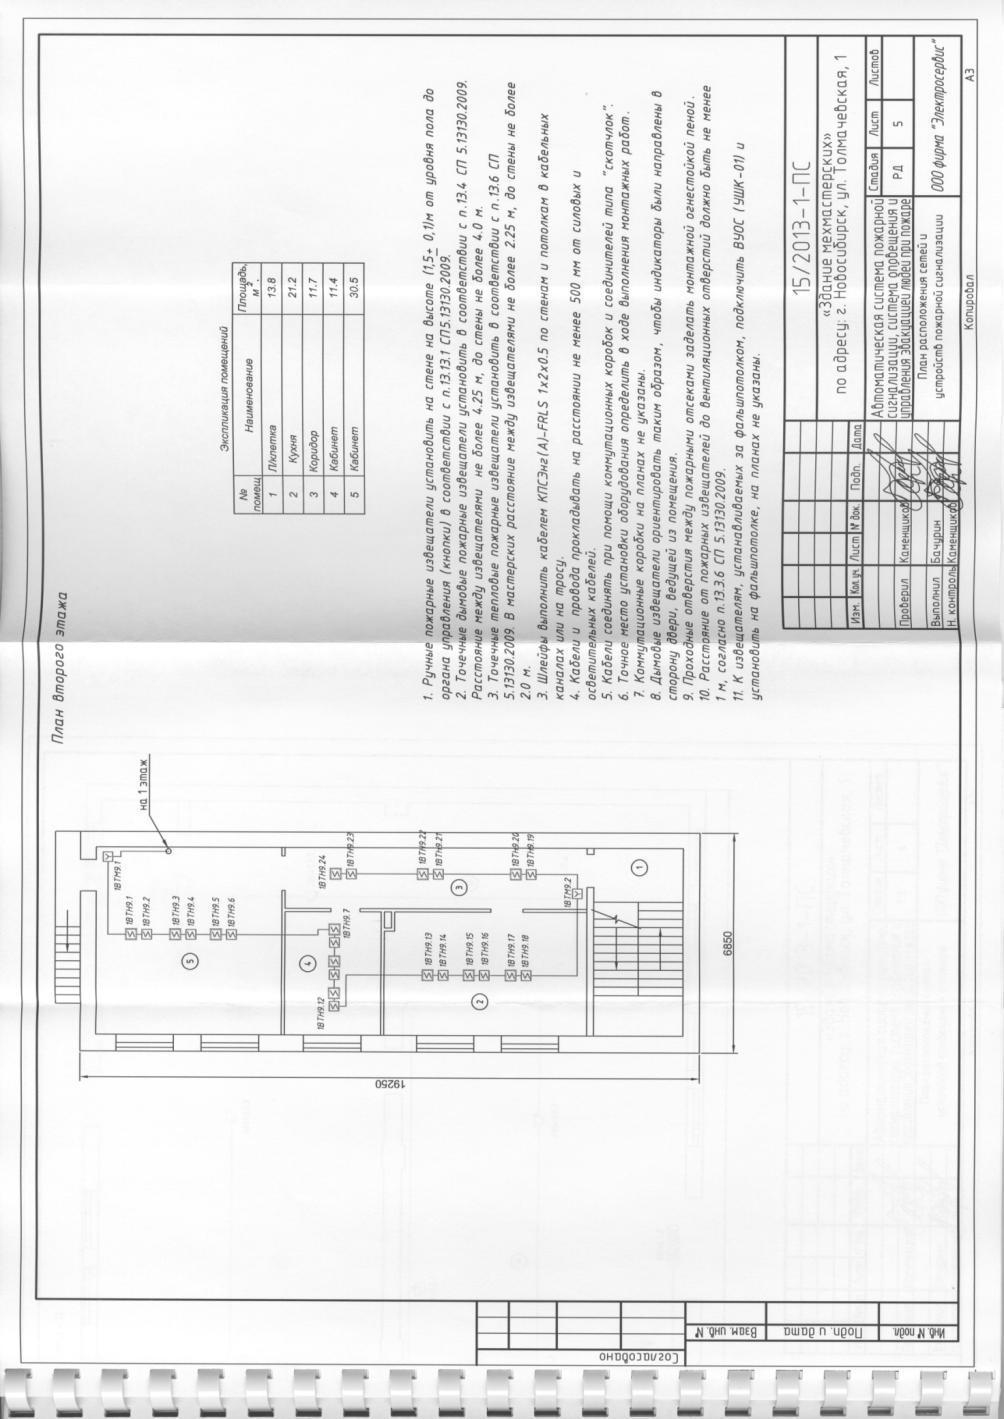 План второго этажа
на 1 этаж
1ВТМ9.1
1ВТН9.1
1ВТН9.2
1ВТН9.3
1ВТН9.4
1ВТН9.5
1ВТН9.6
5
1ВТН9.24
1ВТН9.23
1ВТН9.7
4
1ВТН9.12
1ВТН9.22
1ВТН9.21
1ВТН9.20
1ВТН9.19
3
1ВТМ9.2
1
1ВТН9.13
1ВТН9.14
1ВТН9.15
1ВТН9.16
1ВТН9.17
1ВТН9.18
2
6850
19250
Экспликация помещений
№ помещ Наименование Площадь, м².
1 Л\клетка 13.8
2 Кухня 21.2
3 Коридор 11.7
4 Кабинет 11.4
5 Кабинет 30.5
1. Ручные пожарные извещатели установить на стене на высоте (1,5± 0,1)м от уровня пола до
органа управления (кнопки) в соответствии с п.13.13.1 СП5.13130.2009.
2. Точечные дымовые пожарные извещатели установить в соответствии с п.13.4 СП 5.13130.2009.
Расстояние между извещателями не более 4.25 м, до стены не более 4.0 м.
3. Точечные тепловые пожарные извещатели установить в соответствии с п.13.6 СП
5.13130.2009. В мастерских расстояние между извещателями не более 2.25 м, до стены не более
2.0 м.
3. Шлейфы выполнить кабелем КПСЭнг(А)-FRLS 1х2х0.5 по стенам и потолкам в кабельных
каналах или на тросу.
4. Кабели и провода прокладывать на расстоянии не менее 500 мм от силовых и
осветительных кабелей.
5. Кабели соединять при помощи коммутационных коробок и соединителей типа "скотчлок".
6. Точное место установки оборудования определить в ходе выполнения монтажных работ.
7. Коммутационные коробки на планах не указаны.
8. Дымовые извещатели ориентировать таким образом, чтобы индикаторы были направлены в
сторону двери, ведущей из помещения.
9. Проходные отверстия между пожарными отсеками заделать монтажной огнестойкой пеной.
10. Расстояние от пожарных извещателей до вентиляционных отверстий должно быть не менее
1 м, согласно п.13.3.6 СП 5.13130.2009.
11. К извещателям, устанавливаемых за фальшпотолком, подключить ВУОС (УШК-01) и
установить на фальшпотолке, на планах не указаны.
15/2013-1-ПС
«Здание мехмастерских»
по адресу: г. Новосибирск, ул. Толмачевская, 1
Изм. Кол.уч. Лист № док. Подп. Дата
Проверил Каменщиков
Выполнил Бачурин
Н. контроль Каменщиков
Автоматическая система пожарной
сигнализации, система оповещения и
управления эвакуацией людей при пожаре
Стадия Лист Листов
РД 5
План расположения сетей и
устройств пожарной сигнализации
ООО фирма "Электросервис"
Копировал А3
Согласовано
Взам. инв. №
Подп. и дата
Инв. № подл.